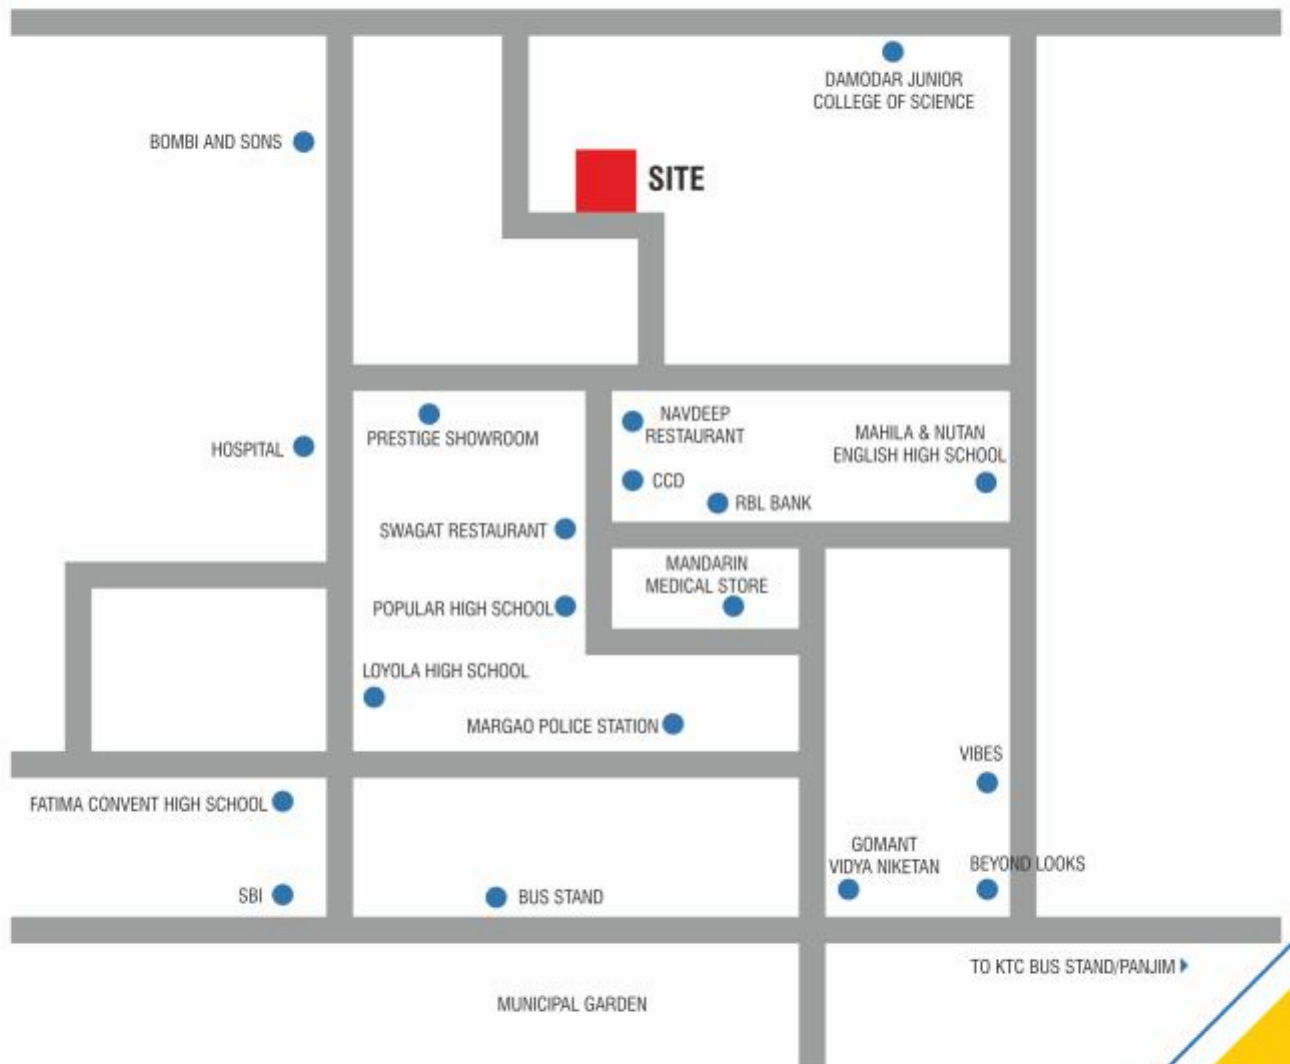 DAMODAR JUNIOR
COLLEGE OF SCIENCE
BOMBI AND SONS
SITE
NAVDEEP
RESTAURANT
PRESTIGE SHOWROOM
MAHILA & NUTAN
ENGLISH HIGH SCHOOL
HOSPITAL
CCD
RBL BANK
SWAGAT RESTAURANT
MANDARIN
MEDICAL STORE
POPULAR HIGH SCHOOL
LOYOLA HIGH SCHOOL
MARGAO POLICE STATION
VIBES
FATIMA CONVENT HIGH SCHOOL
GOMANT
VIDYA NIKETAN
BEYOND LOOKS
SBI
BUS STAND
TO KTC BUS STAND/PANJIM
MUNICIPAL GARDEN